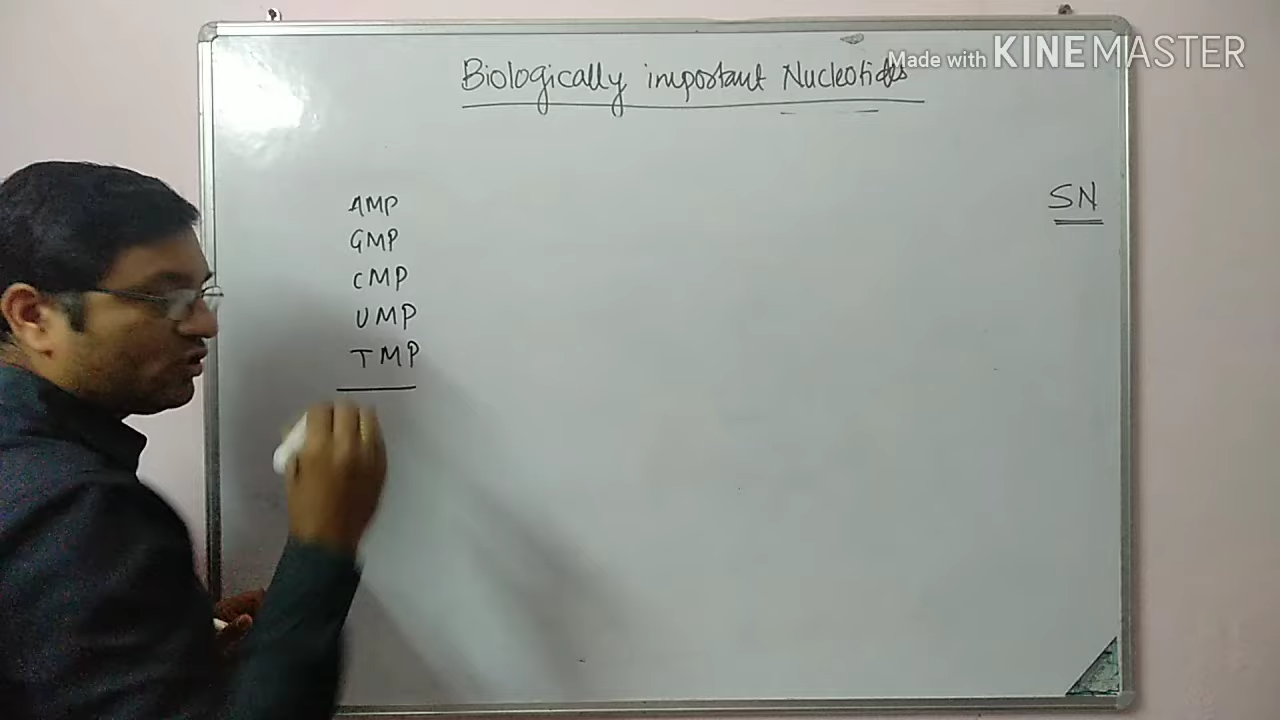 Made with KINEMASTER
Biologically important Nucleotides
SN
AMP
GMP
CMP
UMP
TMP